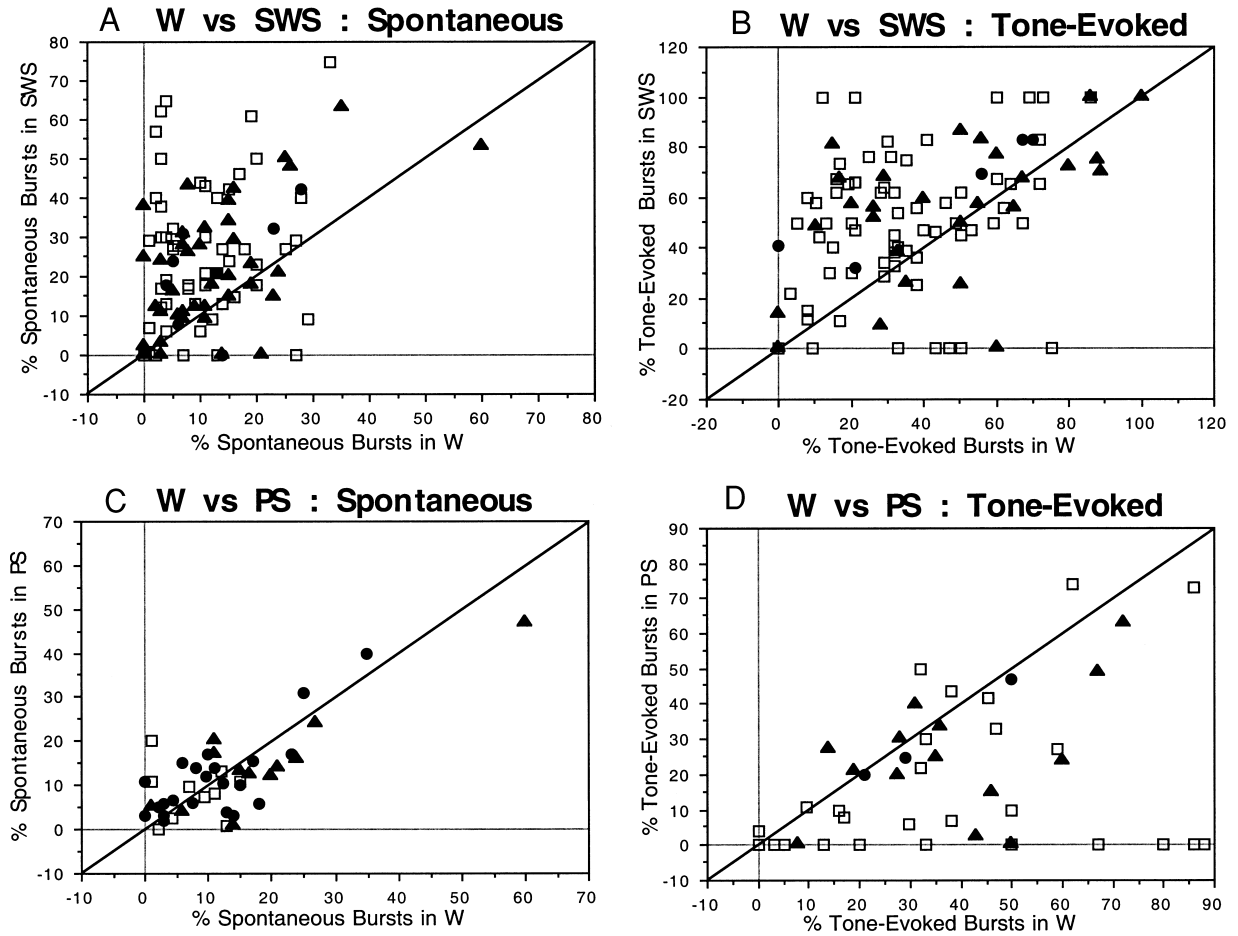 A W vs SWS : Spontaneous
80
70
60
50
40
30
20
10
0
-10
% Spontaneous Bursts in SWS
-10 0 10 20 30 40 50 60 70 80
% Spontaneous Bursts in W
B W vs SWS : Tone-Evoked
120
100
80
60
40
20
0
-20
% Tone-Evoked Bursts in SWS
-20 0 20 40 60 80 100 120
% Tone-Evoked Bursts in W
C W vs PS : Spontaneous
70
60
50
40
30
20
10
0
-10
% Spontaneous Bursts in PS
-10 0 10 20 30 40 50 60 70
% Spontaneous Bursts in W
D W vs PS : Tone-Evoked
90
80
70
60
50
40
30
20
10
0
-10
% Tone-Evoked Bursts in PS
-10 0 10 20 30 40 50 60 70 80 90
% Tone-Evoked Bursts in W